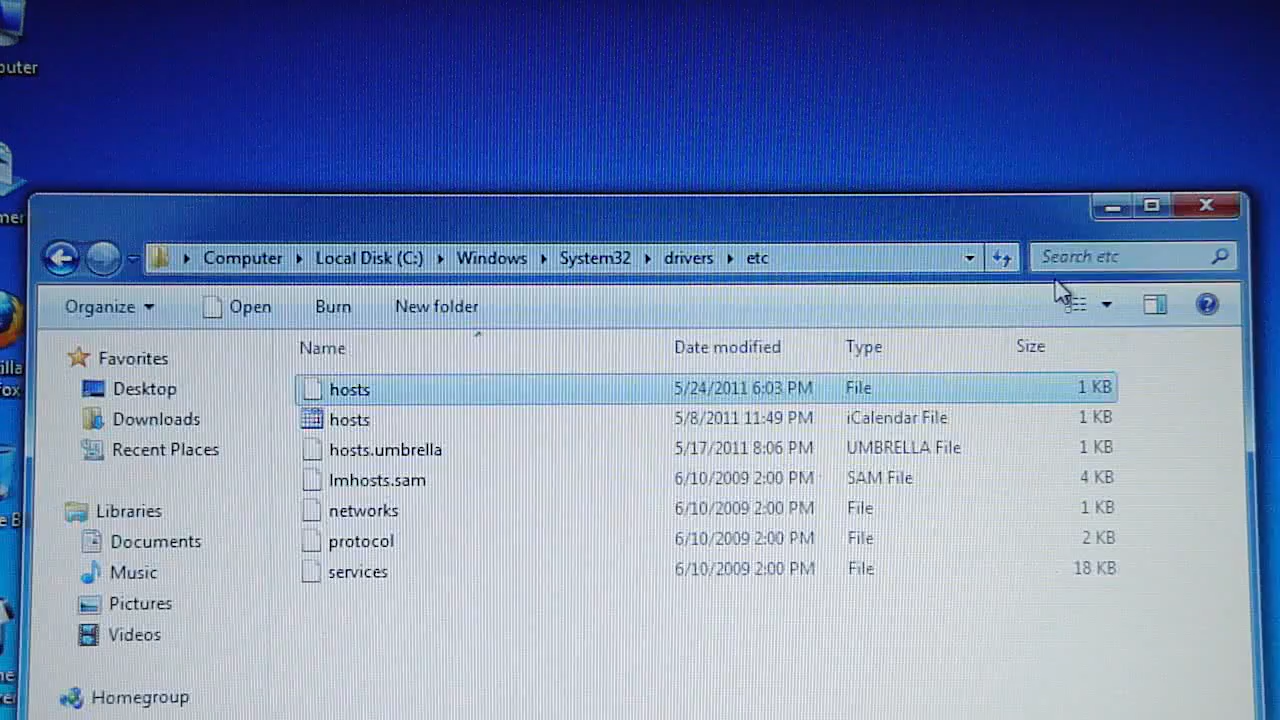 puter
mer
Computer Local Disk (C:) Windows System32 drivers etc
Search etc
Organize Open Burn New folder
Name Date modified Type Size
Favorites
Desktop
Downloads
Recent Places
Libraries
Documents
Music
Pictures
Videos
Homegroup
hosts 5/24/2011 6:03 PM File 1 KB
hosts 5/8/2011 11:49 PM iCalendar File 1 KB
hosts.umbrella 5/17/2011 8:06 PM UMBRELLA File 1 KB
lmhosts.sam 6/10/2009 2:00 PM SAM File 4 KB
networks 6/10/2009 2:00 PM File 1 KB
protocol 6/10/2009 2:00 PM File 2 KB
services 6/10/2009 2:00 PM File 18 KB
illa
fox
e B